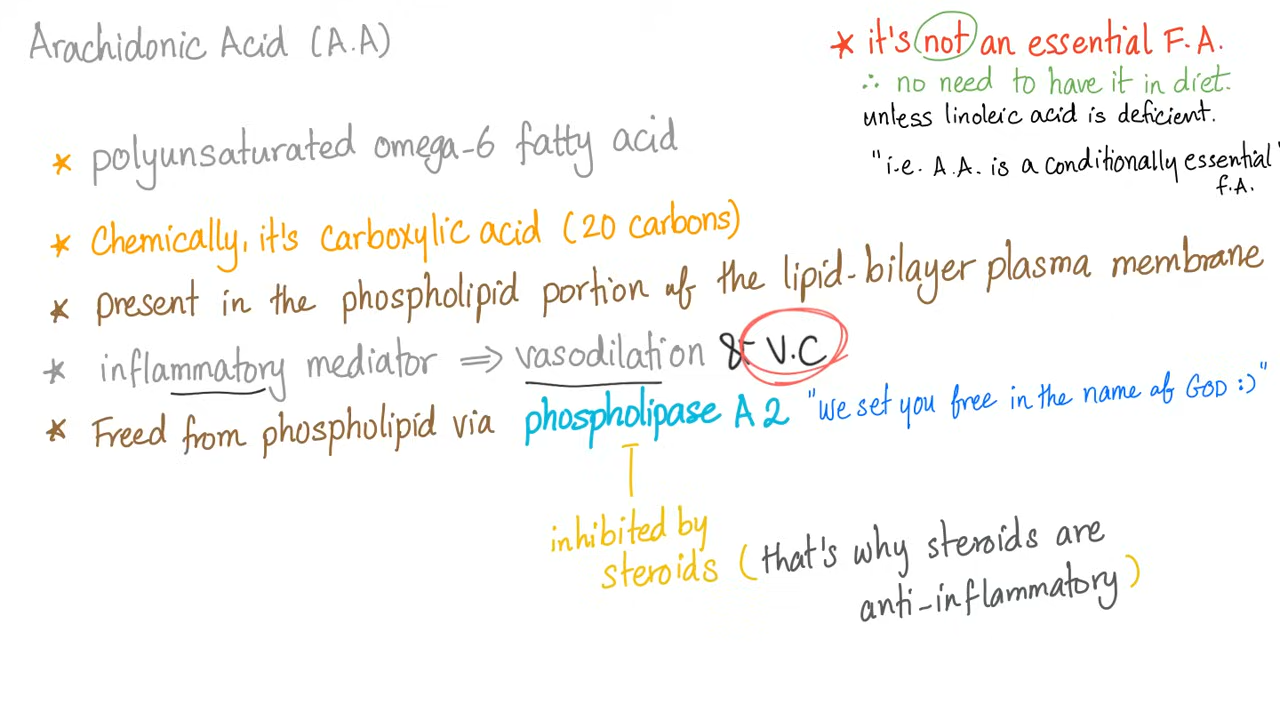 Arachidonic Acid (A.A)
* it's not an essential F.A.
∴ no need to have it in diet.
unless linoleic acid is deficient.
"i.e. A.A. is a conditionally essential"
f.A.
* polyunsaturated omega-6 fatty acid
* Chemically, it's carboxylic acid (20 carbons)
* present in the phospholipid portion of the lipid-bilayer plasma membrane
* inflammatory mediator ⇒ vasodilation & V.C
* Freed from phospholipid via phospholipase A2 "we set you free in the name of GOD :)"
inhibited by
steroids (that's why steroids are
anti-inflammatory)